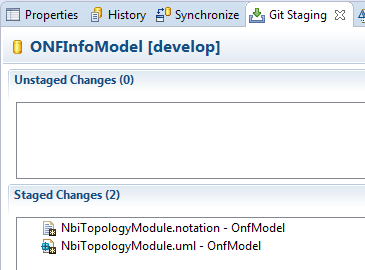 Properties History Synchronize Git Staging
ONFInfoModel [develop]
Unstaged Changes (0)
Staged Changes (2)
NbiTopologyModule.notation - OnfModel
NbiTopologyModule.uml - OnfModel